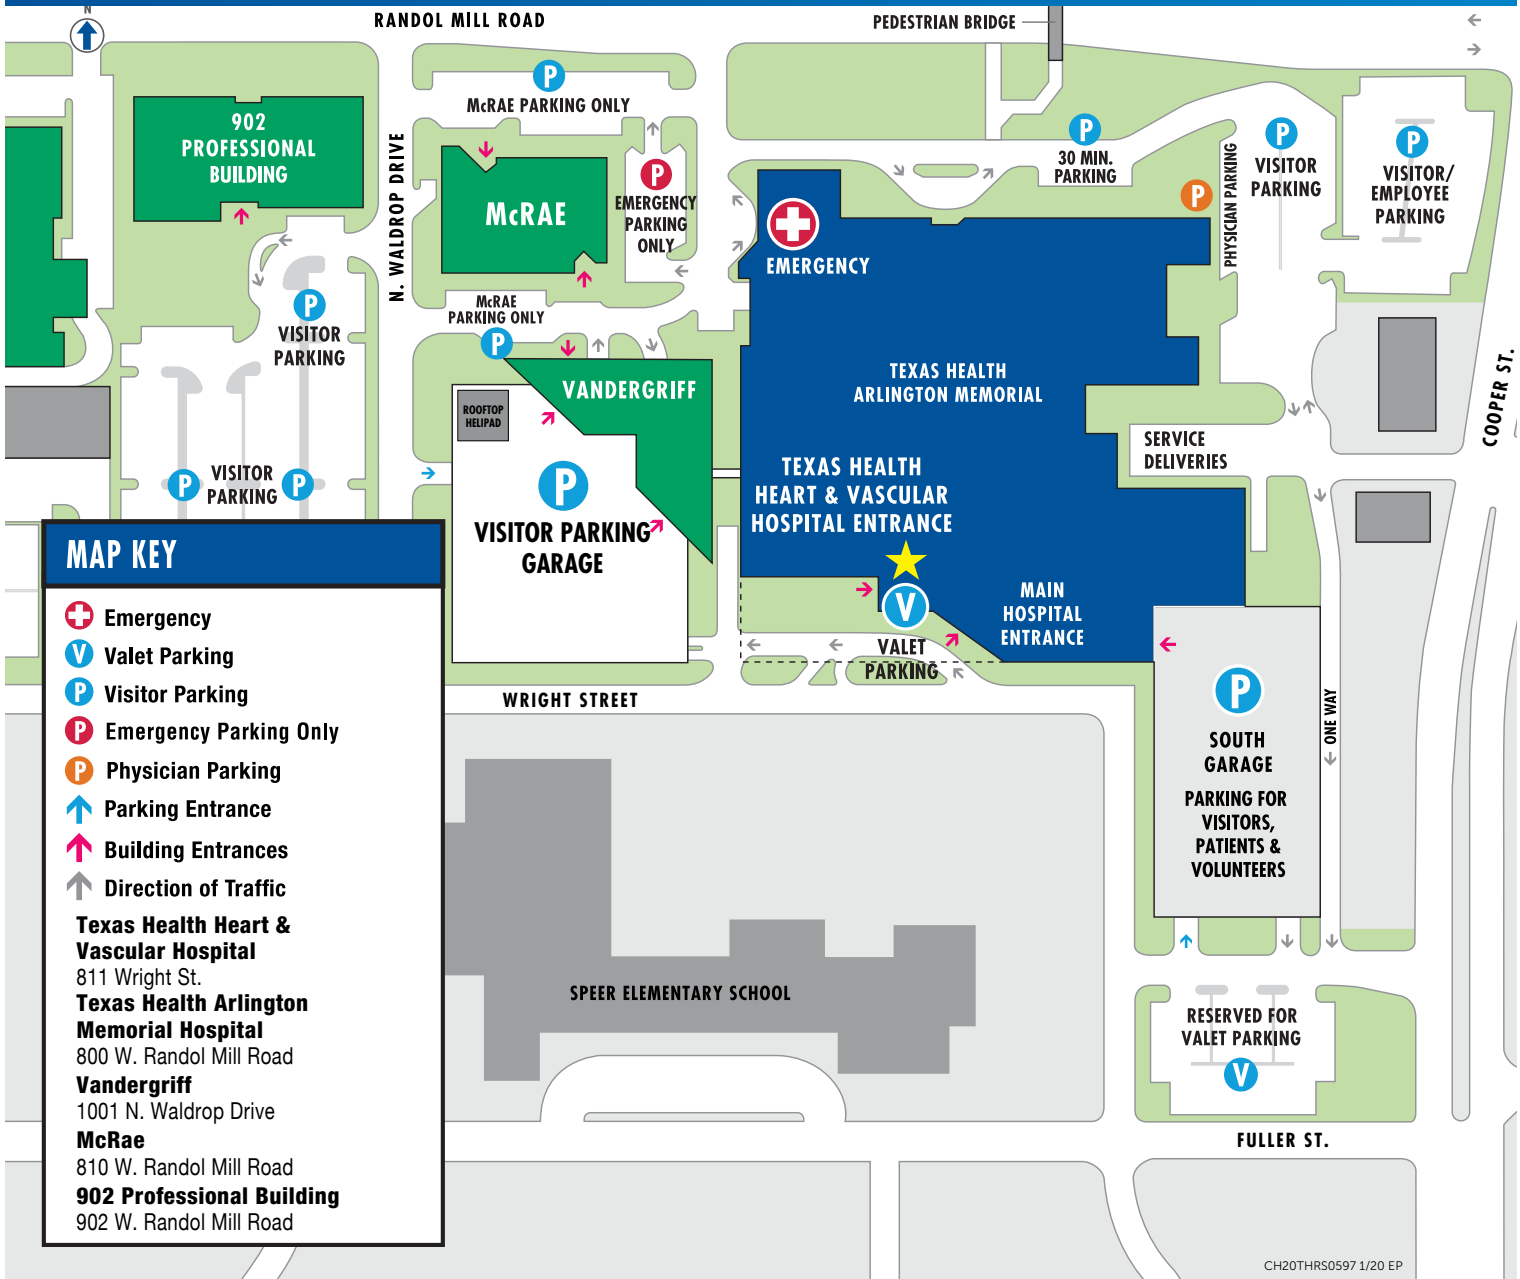 N
RANDOL MILL ROAD
PEDESTRIAN BRIDGE
P
McRAE PARKING ONLY
902
PROFESSIONAL
BUILDING
N. WALDROP DRIVE
McRAE
P
EMERGENCY
PARKING
ONLY
EMERGENCY
P
30 MIN.
PARKING
P
PHYSICIAN PARKING
P
VISITOR
PARKING
P
VISITOR/
EMPLOYEE
PARKING
P
VISITOR
PARKING
McRAE
PARKING ONLY
P
VANDERGRIFF
ROOFTOP
HELIPAD
TEXAS HEALTH
ARLINGTON MEMORIAL
COOPER ST.
SERVICE
DELIVERIES
P
VISITOR
PARKING
P
P
VISITOR PARKING
GARAGE
TEXAS HEALTH
HEART & VASCULAR
HOSPITAL ENTRANCE
V
VALET
PARKING
MAIN
HOSPITAL
ENTRANCE
WRIGHT STREET
P
SOUTH
GARAGE
PARKING FOR
VISITORS,
PATIENTS &
VOLUNTEERS
ONE WAY
SPEER ELEMENTARY SCHOOL
RESERVED FOR
VALET PARKING
V
FULLER ST.
MAP KEY
Emergency
V Valet Parking
P Visitor Parking
P Emergency Parking Only
P Physician Parking
Parking Entrance
Building Entrances
Direction of Traffic
Texas Health Heart &
Vascular Hospital
811 Wright St.
Texas Health Arlington
Memorial Hospital
800 W. Randol Mill Road
Vandergriff
1001 N. Waldrop Drive
McRae
810 W. Randol Mill Road
902 Professional Building
902 W. Randol Mill Road
CH20THRS0597 1/20 EP